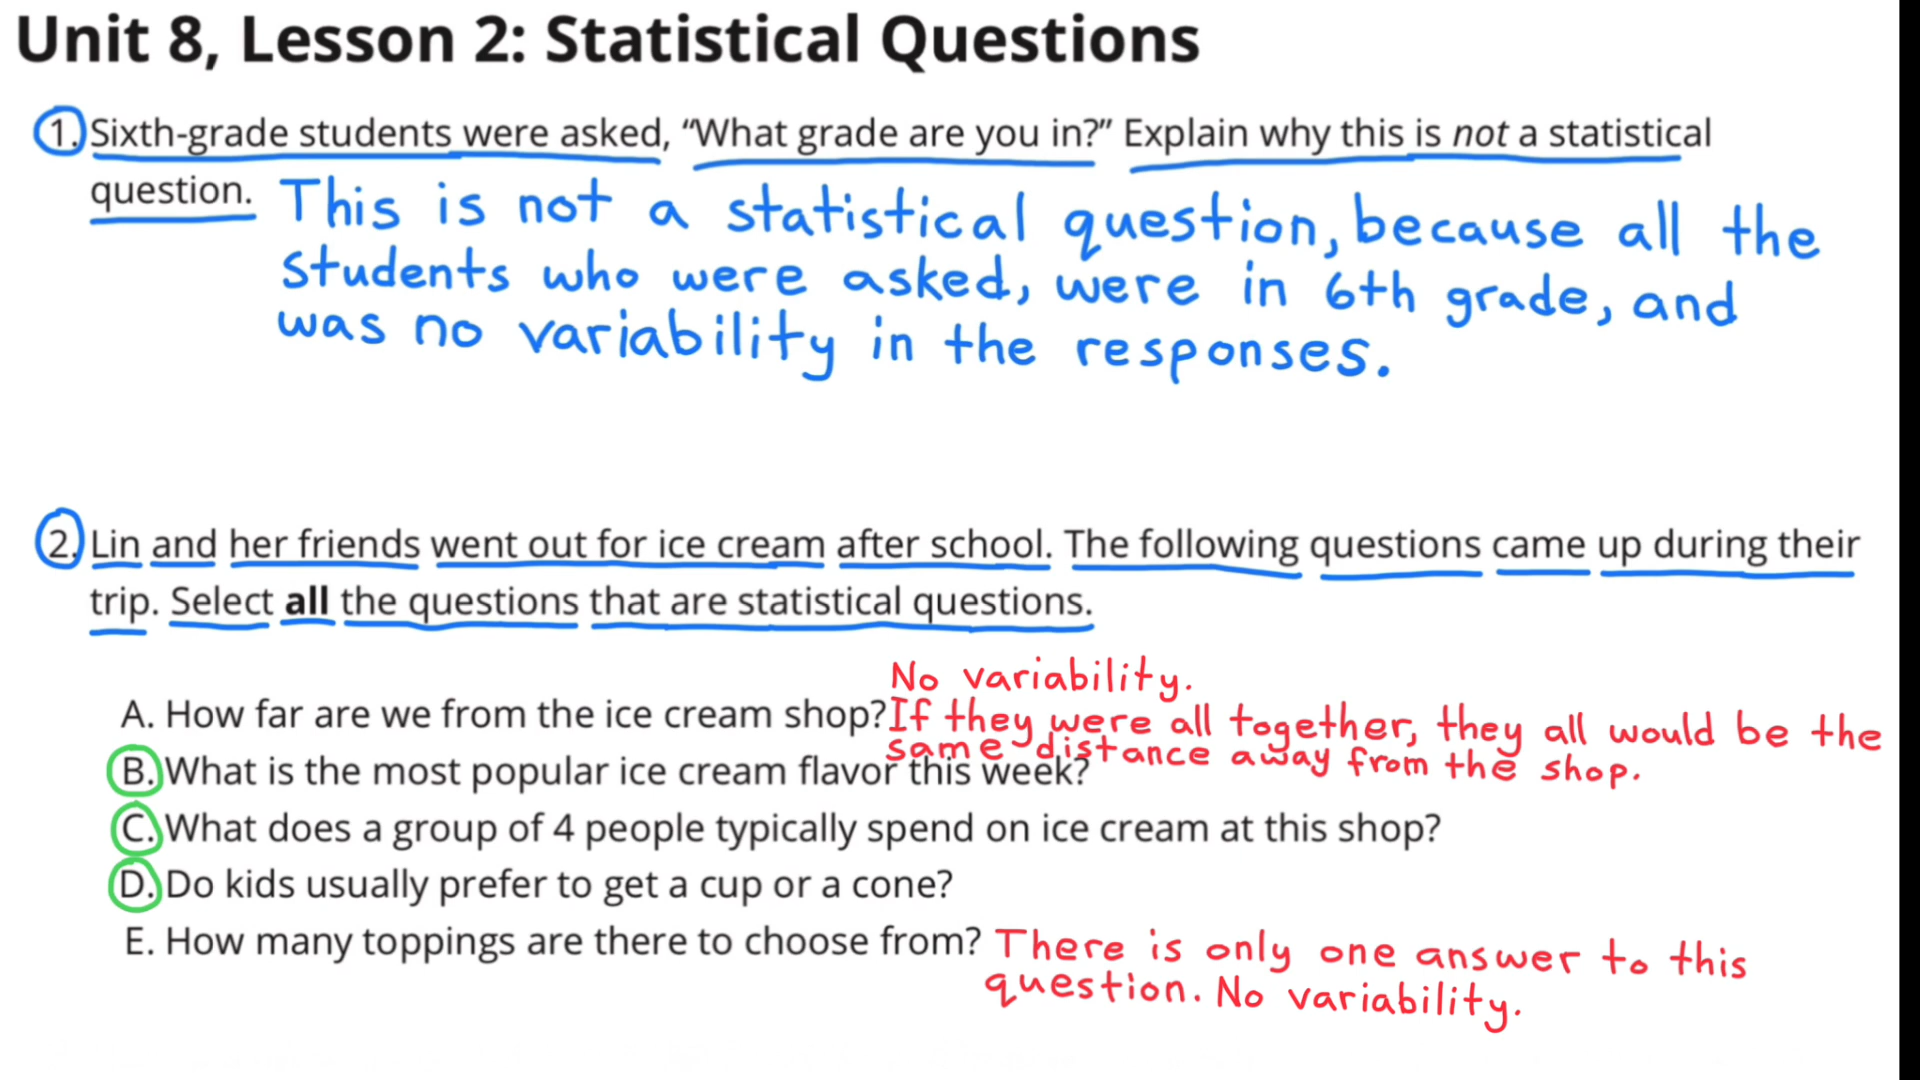 Unit 8, Lesson 2: Statistical Questions
1. Sixth-grade students were asked, “What grade are you in?” Explain why this is not a statistical
question. This is not a statistical question, because all the
students who were asked, were in 6th grade, and
was no variability in the responses.
2. Lin and her friends went out for ice cream after school. The following questions came up during their
trip. Select all the questions that are statistical questions.
No variability.
A. How far are we from the ice cream shop? If they were all together, they all would be the
same distance away from the shop.
B. What is the most popular ice cream flavor this week?
C. What does a group of 4 people typically spend on ice cream at this shop?
D. Do kids usually prefer to get a cup or a cone?
E. How many toppings are there to choose from? There is only one answer to this
question. No variability.